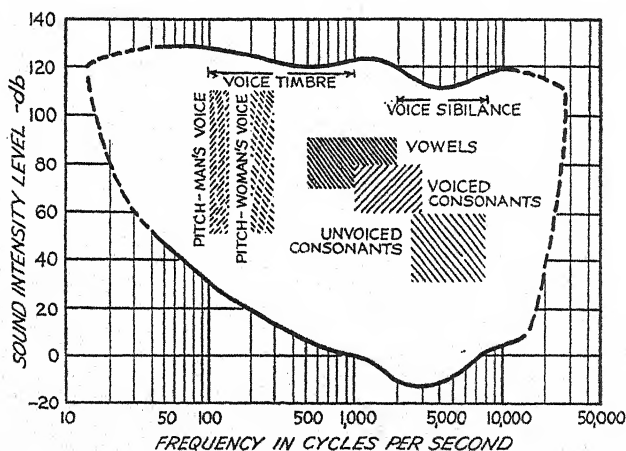 140
120
100
80
60
40
20
0
-20
SOUND INTENSITY LEVEL -db
VOICE TIMBRE
VOICE SIBILANCE
PITCH-MAN'S VOICE
PITCH-WOMAN'S VOICE
VOWELS
VOICED
CONSONANTS
UNVOICED
CONSONANTS
10 50 100 500 1,000 5,000 10,000 50,000
FREQUENCY IN CYCLES PER SECOND